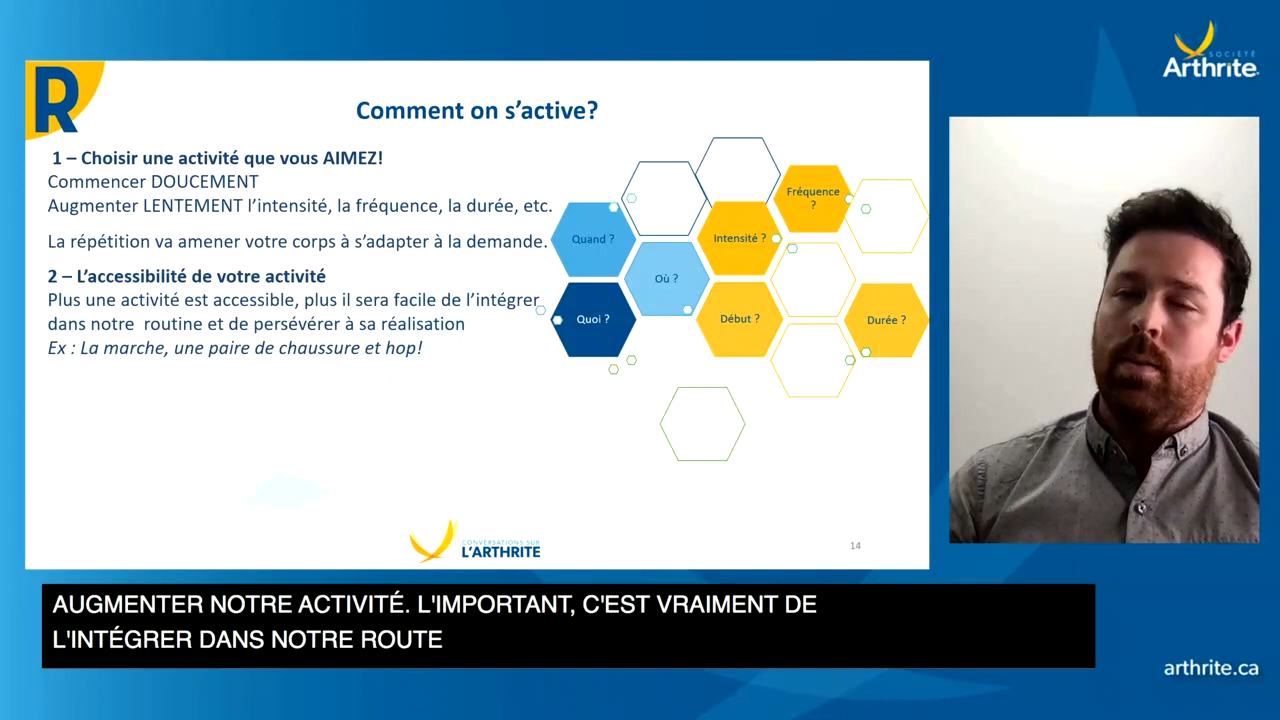 SOCIÉTÉ
Arthrite
R
Comment on s'active?
1 – Choisir une activité que vous AIMEZ!
Commencer DOUCEMENT
Augmenter LENTEMENT l'intensité, la fréquence, la durée, etc.
La répétition va amener votre corps à s'adapter à la demande.
2 – L'accessibilité de votre activité
Plus une activité est accessible, plus il sera facile de l'intégrer
dans notre routine et de persévérer à sa réalisation
Ex : La marche, une paire de chaussure et hop!
Fréquence
?
Quand ?
Intensité ?
Où ?
Quoi ?
Début ?
Durée ?
CONVERSATIONS SUR
L'ARTHRITE
14
AUGMENTER NOTRE ACTIVITÉ. L'IMPORTANT, C'EST VRAIMENT DE
L'INTÉGRER DANS NOTRE ROUTE
arthrite.ca